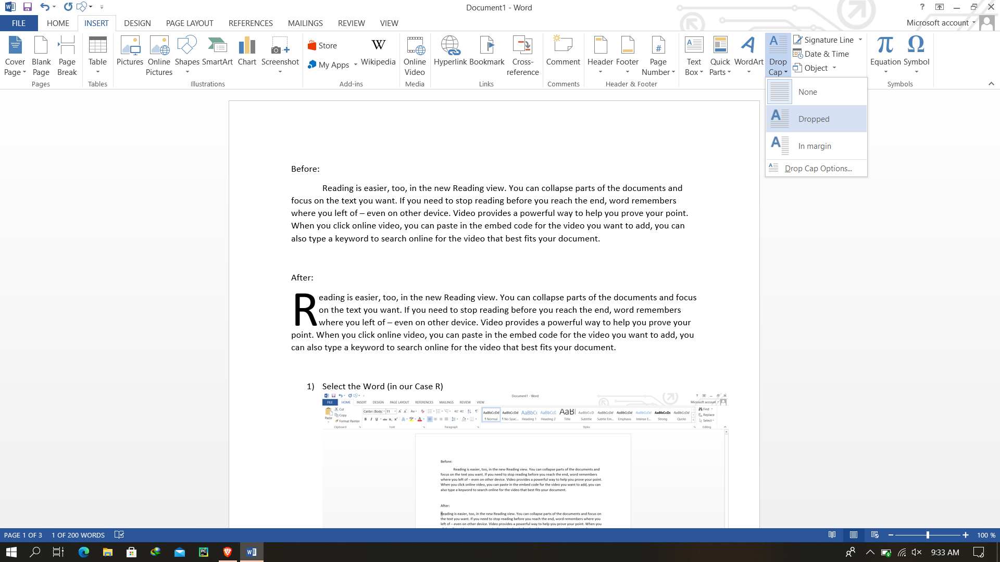 Document1 - Word
?
FILE HOME INSERT DESIGN PAGE LAYOUT REFERENCES MAILINGS REVIEW VIEW
Microsoft account
Cover Page
Blank Page
Page Break
Table
Pictures
Online Pictures
Shapes
SmartArt
Chart
Screenshot
Store
My Apps
W
Wikipedia
Online Video
Hyperlink
Bookmark
Cross-reference
Comment
Header
Footer
#
Page Number
Text Box
Quick Parts
WordArt
Drop Cap
Signature Line
Date & Time
Object
π
Equation
Ω
Symbol
Pages Tables Illustrations Add-ins Media Links Comments Header & Footer Symbols
None
Dropped
In margin
Drop Cap Options...
Before:
Reading is easier, too, in the new Reading view. You can collapse parts of the documents and
focus on the text you want. If you need to stop reading before you reach the end, word remembers
where you left of – even on other device. Video provides a powerful way to help you prove your point.
When you click online video, you can paste in the embed code for the video you want to add, you can
also type a keyword to search online for the video that best fits your document.
After:
Reading is easier, too, in the new Reading view. You can collapse parts of the documents and focus
on the text you want. If you need to stop reading before you reach the end, word remembers
where you left of – even on other device. Video provides a powerful way to help you prove your
point. When you click online video, you can paste in the embed code for the video you want to add, you
can also type a keyword to search online for the video that best fits your document.
1) Select the Word (in our Case R)
Document1 - Word
FILE HOME INSERT DESIGN PAGE LAYOUT REFERENCES MAILINGS REVIEW VIEW
Microsoft account
Paste
Cut
Copy
Format Painter
Calibri (Body) 11
AaBbCcDd AaBbCcDd AaBbCc AaBbCcD AaB AaBbCcD AaBbCcDd AaBbCcDd AaBbCcDd AaBbCcDc AaBbCcDd
¶ Normal ¶ No Spac... Heading 1 Heading 2 Title Subtitle Subtle Em... Emphasis Intense E... Strong Quote
Find
Replace
Select
Clipboard Font Paragraph Styles Editing
Before:
Reading is easier, too, in the new Reading view. You can collapse parts of the documents and
focus on the text you want. If you need to stop reading before you reach the end, word remembers
where you left of – even on other device. Video provides a powerful way to help you prove your point.
When you click online video, you can paste in the embed code for the video you want to add, you can
also type a keyword to search online for the video that best fits your document.
After:
Reading is easier, too, in the new Reading view. You can collapse parts of the documents and focus on
the text you want. If you need to stop reading before you reach the end, word remembers where you
left of – even on other device. Video provides a powerful way to help you prove your point. When you
PAGE 1 OF 3 1 OF 200 WORDS
100 %
9:33 AM